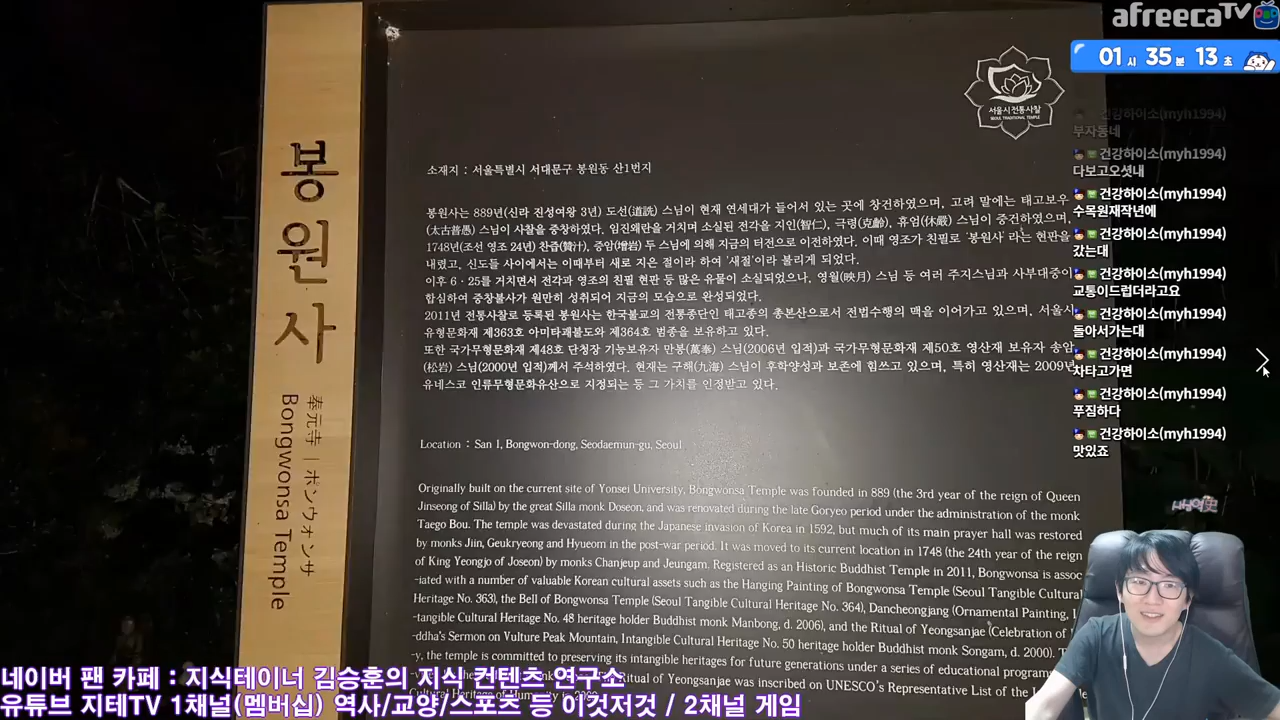 afreecaTV
01시 35분 13초
서울시전통사찰
SEOUL TRADITIONAL TEMPLE
봉원사
奉元寺 | ポンウォンサ
Bongwonsa Temple
소재지 : 서울특별시 서대문구 봉원동 산1번지
봉원사는 889년(신라 진성여왕 3년) 도선(道詵) 스님이 현재 연세대가 들어서 있는 곳에 창건하였으며, 고려 말에는 태고보우
(太古普愚) 스님이 사찰을 중창하였다. 임진왜란을 거치며 소실된 전각을 지인(智仁), 극령(克齡), 휴엄(休嚴) 스님이 중건하였으며,
1748년(조선 영조 24년) 찬즙(贊汁), 증암(增岩) 두 스님에 의해 지금의 터전으로 이전하였다. 이때 영조가 친필로 '봉원사' 라는 현판을
내렸고, 신도들 사이에서는 이때부터 새로 지은 절이라 하여 '새절'이라 불리게 되었다.
이후 6 · 25를 거치면서 전각과 영조의 친필 현판 등 많은 유물이 소실되었으나, 영월(映月) 스님 등 여러 주지스님과 사부대중이
합심하여 중창불사가 원만히 성취되어 지금의 모습으로 완성되었다.
2011년 전통사찰로 등록된 봉원사는 한국불교의 전통종단인 태고종의 총본산으로서 전법수행의 맥을 이어가고 있으며, 서울시
유형문화재 제363호 아미타괘불도와 제364호 범종을 보유하고 있다.
또한 국가무형문화재 제48호 단청장 기능보유자 만봉(萬奉) 스님(2006년 입적)과 국가무형문화재 제50호 영산재 보유자 송암
(松岩) 스님(2000년 입적)께서 주석하였다. 현재는 구해(九海) 스님이 후학양성과 보존에 힘쓰고 있으며, 특히 영산재는 2009년
유네스코 인류무형문화유산으로 지정되는 등 그 가치를 인정받고 있다.
Location : San 1, Bongwon-dong, Seodaemun-gu, Seoul
Originally built on the current site of Yonsei University, Bongwonsa Temple was founded in 889 (the 3rd year of the reign of Queen
Jinseong of Silla) by the great Silla monk Doseon, and was renovated during the late Goryeo period under the administration of the monk
Taego Bou. The temple was devastated during the Japanese invasion of Korea in 1592, but much of its main prayer hall was restored
by monks Jiin, Geukryeong and Hyueom in the post-war period. It was moved to its current location in 1748 (the 24th year of the reign
of King Yeongjo of Joseon) by monks Chanjeup and Jeungam. Registered as an Historic Buddhist Temple in 2011, Bongwonsa is assoc
-iated with a number of valuable Korean cultural assets such as the Hanging Painting of Bongwonsa Temple (Seoul Tangible Cultural
Heritage No. 363), the Bell of Bongwonsa Temple (Seoul Tangible Cultural Heritage No. 364), Dancheongjang (Ornamental Painting, I
-tangible Cultural Heritage No. 48 heritage holder Buddhist monk Manbong, d. 2006), and the Ritual of Yeongsanjae (Celebration of
-ddha's Sermon on Vulture Peak Mountain, Intangible Cultural Heritage No. 50 heritage holder Buddhist monk Songam, d. 2000). T
-y, the temple is committed to preserving its intangible heritages for future generations under a series of educational program
Ritual of Yeongsanjae was inscribed on UNESCO's Representative List of the
Cultural Heritage of Humanity in
건강하이소(myh1994)
부자동네
건강하이소(myh1994)
다보고오셧내
건강하이소(myh1994)
수목원재작년에
건강하이소(myh1994)
갔는대
건강하이소(myh1994)
교통이드럽더라고요
건강하이소(myh1994)
돌아서가는대
건강하이소(myh1994)
차타고가면
건강하이소(myh1994)
푸짐하다
건강하이소(myh1994)
맛있죠
네이버 팬 카페 : 지식테이너 김승훈의 지식 컨텐츠 연구소
유튜브 지테TV 1채널(멤버십) 역사/교양/스포츠 등 이것저것 / 2채널 게임